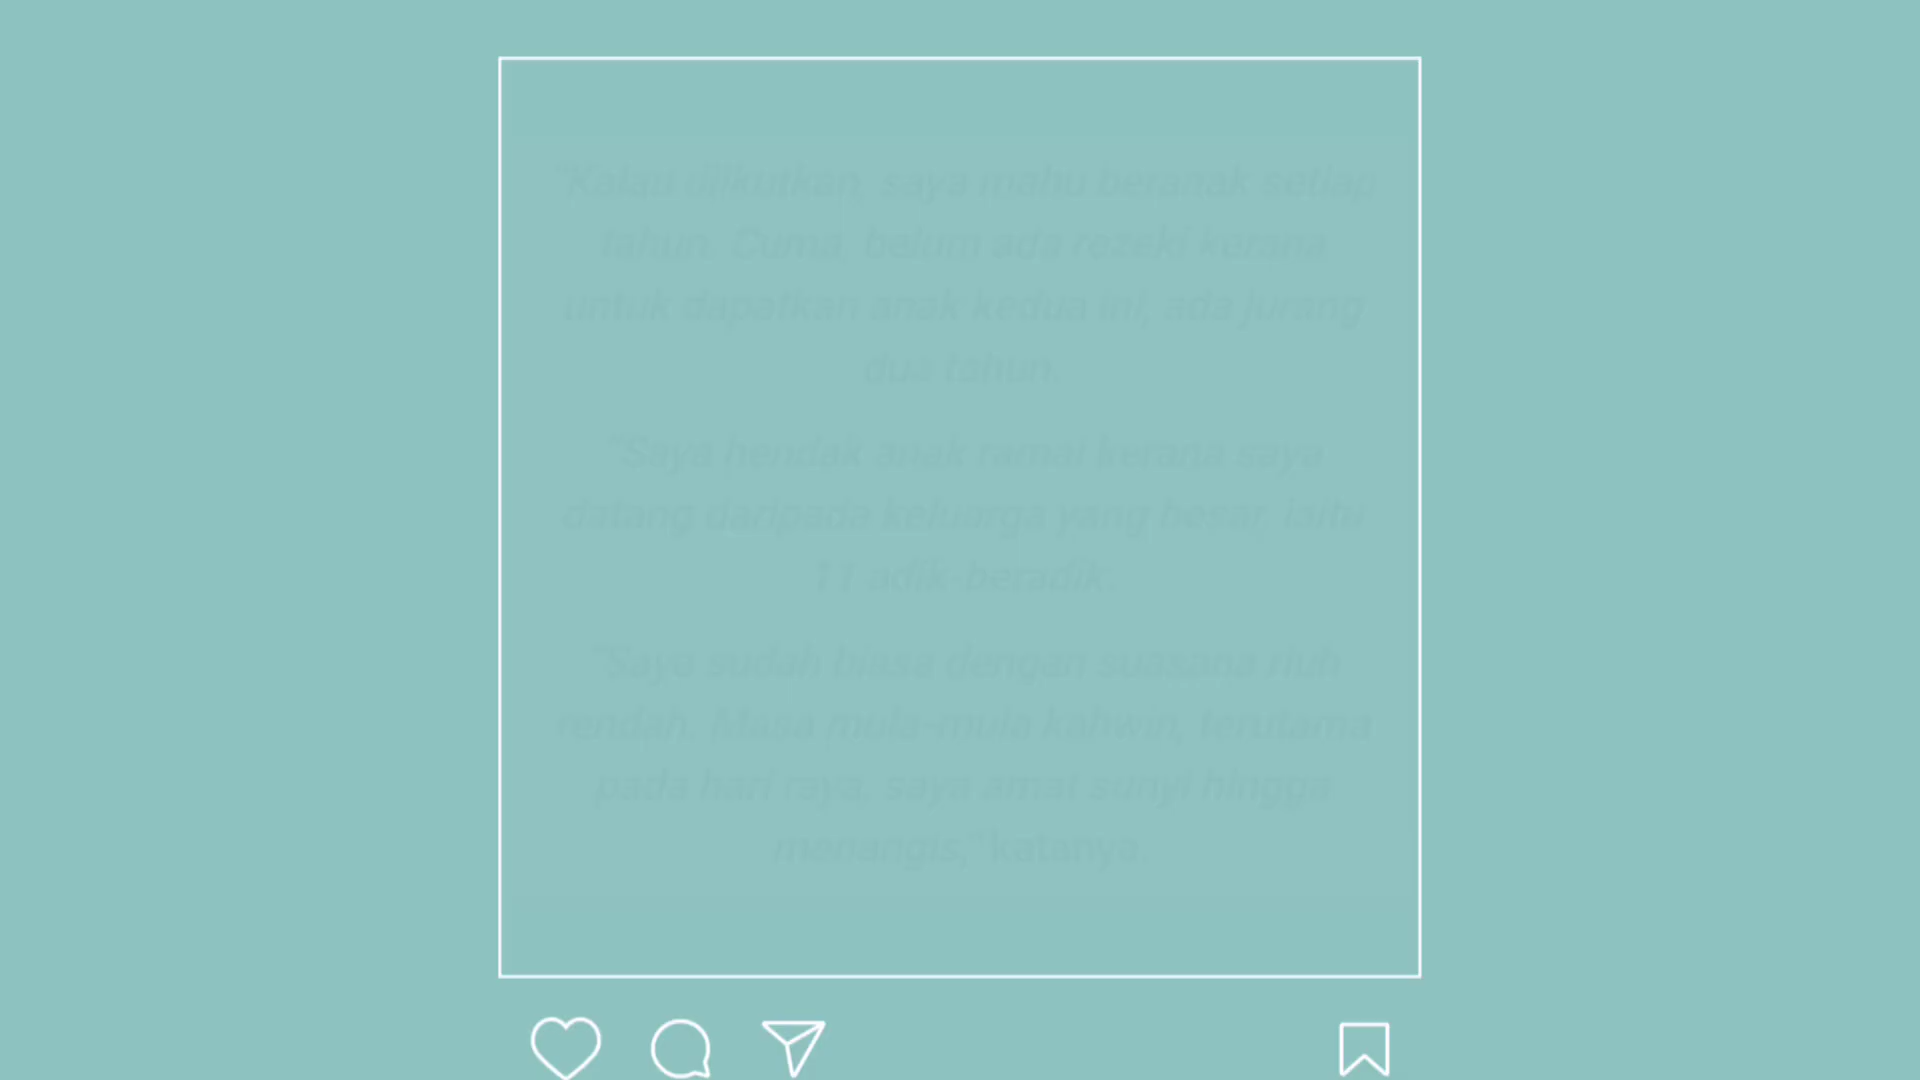 "Kalau diikutkan, saya mahu beranak setiap
tahun. Cuma, belum ada rezeki kerana
untuk dapatkan anak kedua ini, ada jurang
dua tahun.
"Saya hendak anak ramai kerana saya
datang daripada keluarga yang besar, iaitu
11 adik-beradik.
"Saya sudah biasa dengan suasana riuh
rendah. Masa mula-mula kahwin, terutama
pada hari raya, saya amat sunyi hingga
menangis," katanya.